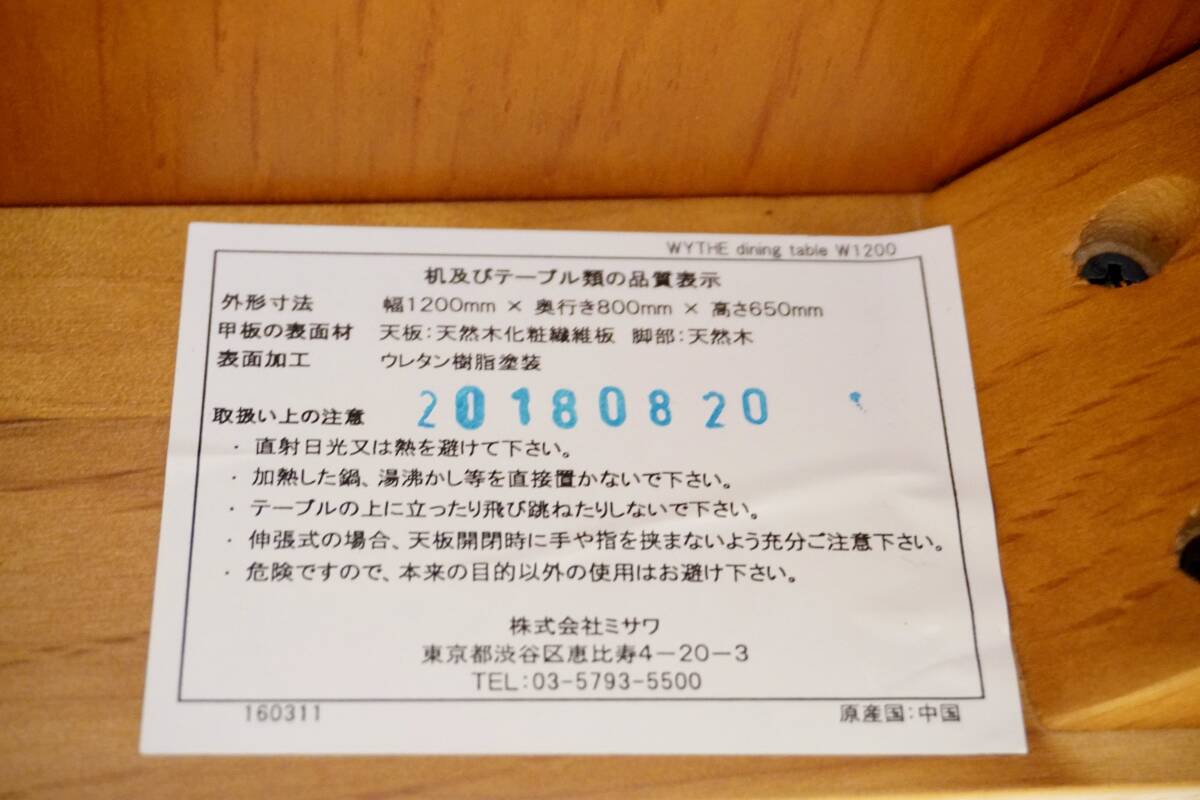 WYTHE dining table W1200
机及びテーブル類の品質表示
外形寸法 幅1200mm × 奥行き800mm × 高さ650mm
甲板の表面材 天板:天然木化粧繊維板 脚部:天然木
表面加工 ウレタン樹脂塗装
20180820
取扱い上の注意
・ 直射日光又は熱を避けて下さい。
・ 加熱した鍋、湯沸かし等を直接置かないで下さい。
・ テーブルの上に立ったり飛び跳ねたりしないで下さい。
・ 伸張式の場合、天板開閉時に手や指を挟まないよう充分ご注意下さい。
・ 危険ですので、本来の目的以外の使用はお避け下さい。
株式会社ミサワ
東京都渋谷区恵比寿4-20-3
TEL:03-5793-5500
160311 原産国:中国